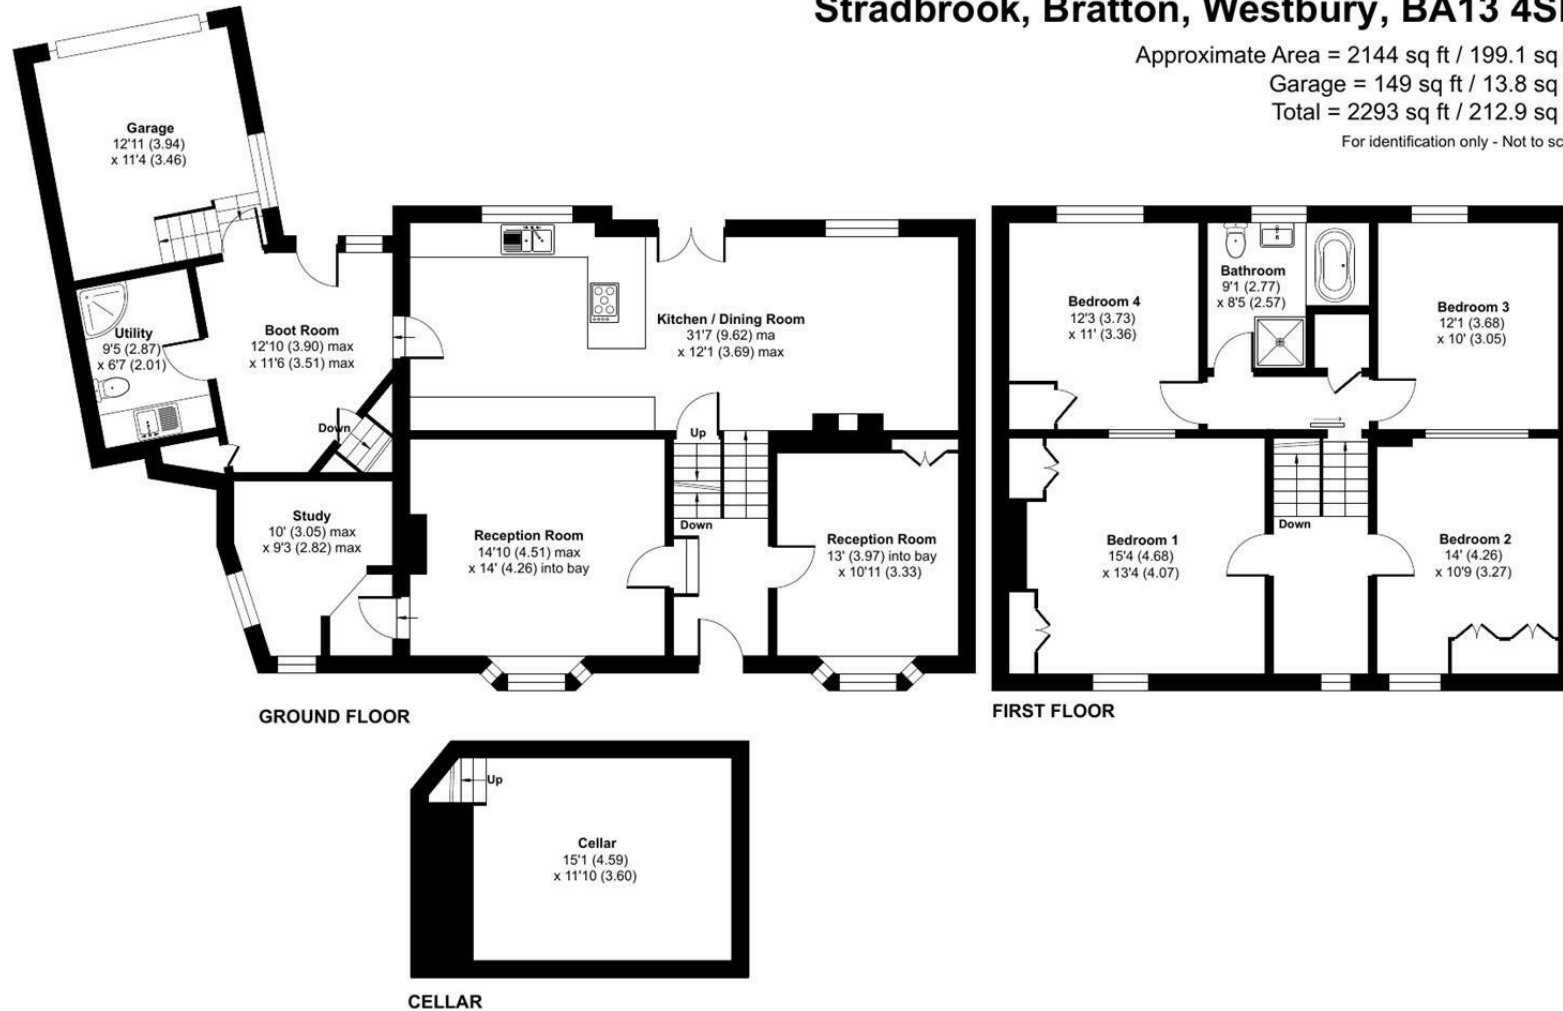 Stradbrook, Bratton, Westbury, BA13 4S
Approximate Area = 2144 sq ft / 199.1 sq
Garage = 149 sq ft / 13.8 sq
Total = 2293 sq ft / 212.9 sq
For identification only - Not to sc
Garage
12'11 (3.94)
x 11'4 (3.46)
Utility
9'5 (2.87)
x 6'7 (2.01)
Boot Room
12'10 (3.90) max
x 11'6 (3.51) max
Down
Kitchen / Dining Room
31'7 (9.62) ma
x 12'1 (3.69) max
Up
Down
Study
10' (3.05) max
x 9'3 (2.82) max
Reception Room
14'10 (4.51) max
x 14' (4.26) into bay
Reception Room
13' (3.97) into bay
x 10'11 (3.33)
GROUND FLOOR
Bedroom 4
12'3 (3.73)
x 11' (3.36)
Bathroom
9'1 (2.77)
x 8'5 (2.57)
Bedroom 3
12'1 (3.68)
x 10' (3.05)
Down
Bedroom 1
15'4 (4.68)
x 13'4 (4.07)
Bedroom 2
14' (4.26)
x 10'9 (3.27)
FIRST FLOOR
Up
Cellar
15'1 (4.59)
x 11'10 (3.60)
CELLAR